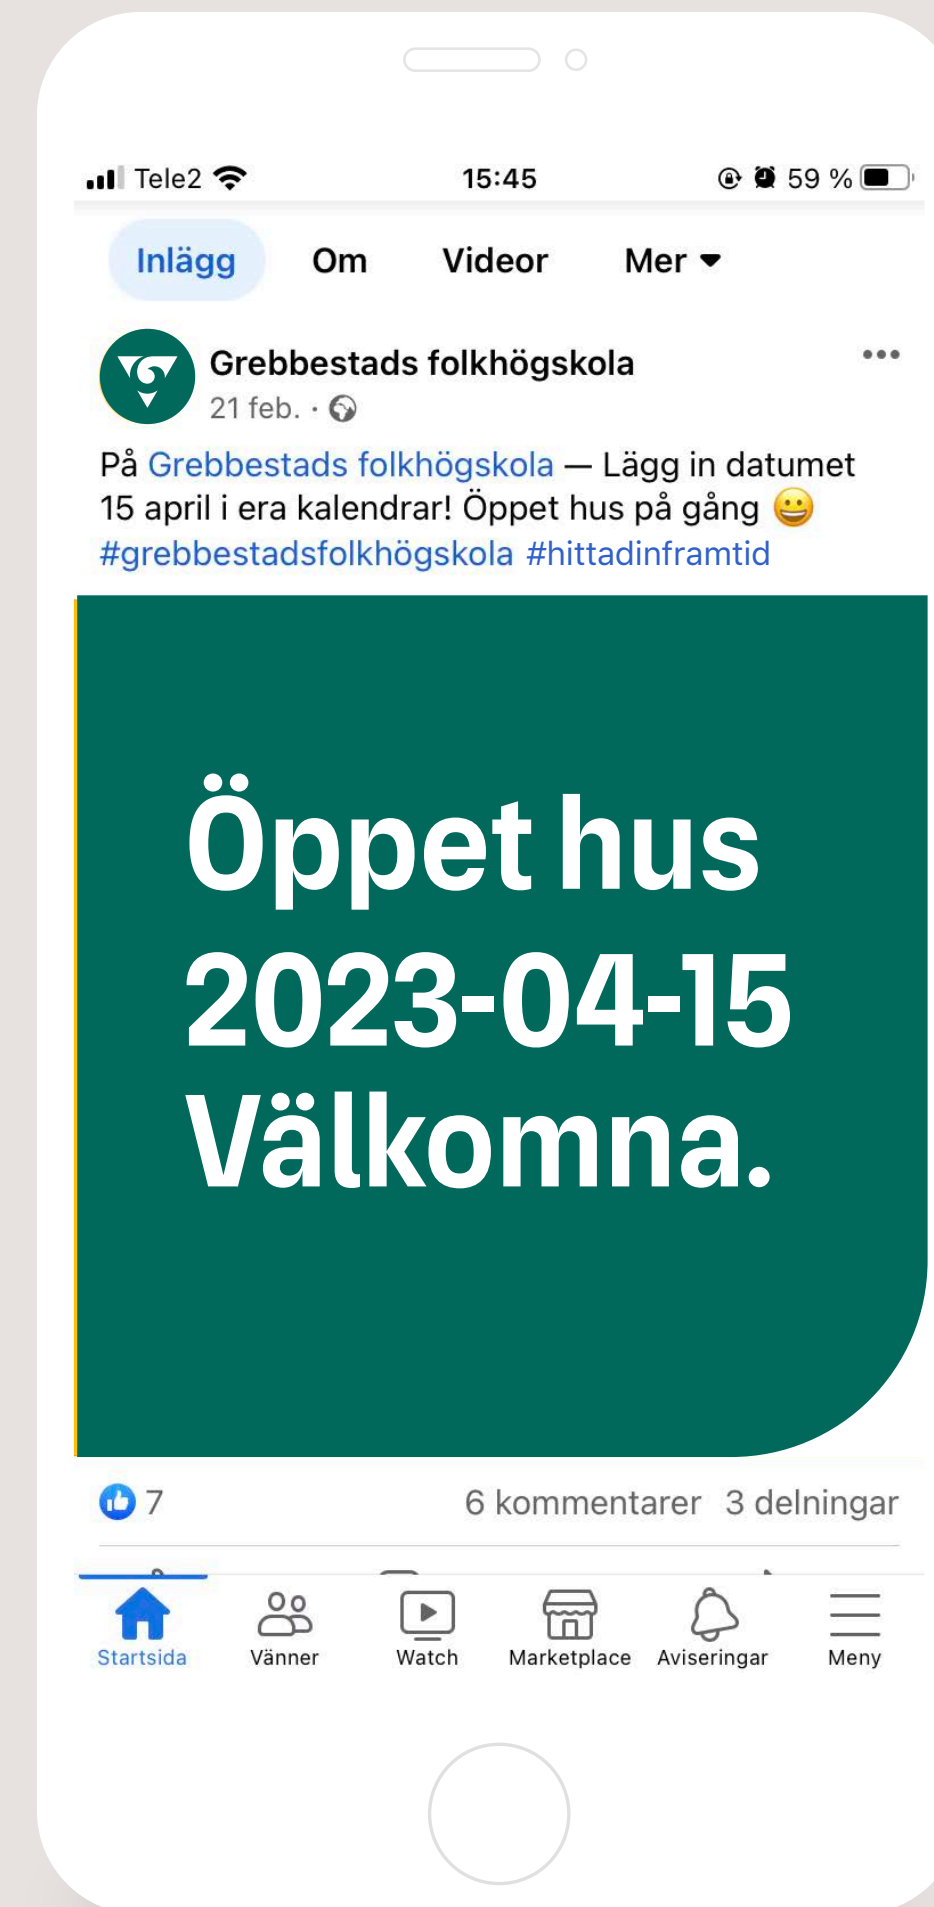 Tele2 15:45 59 %
Inlägg Om Videor Mer
Grebbestads folkhögskola
21 feb. ·
På Grebbestads folkhögskola — Lägg in datumet
15 april i era kalendrar! Öppet hus på gång 😀
#grebbestadsfolkhögskola #hittadinframtid
Öppet hus
2023-04-15
Välkomna.
7 6 kommentarer 3 delningar
Startsida Vänner Watch Marketplace Aviseringar Meny